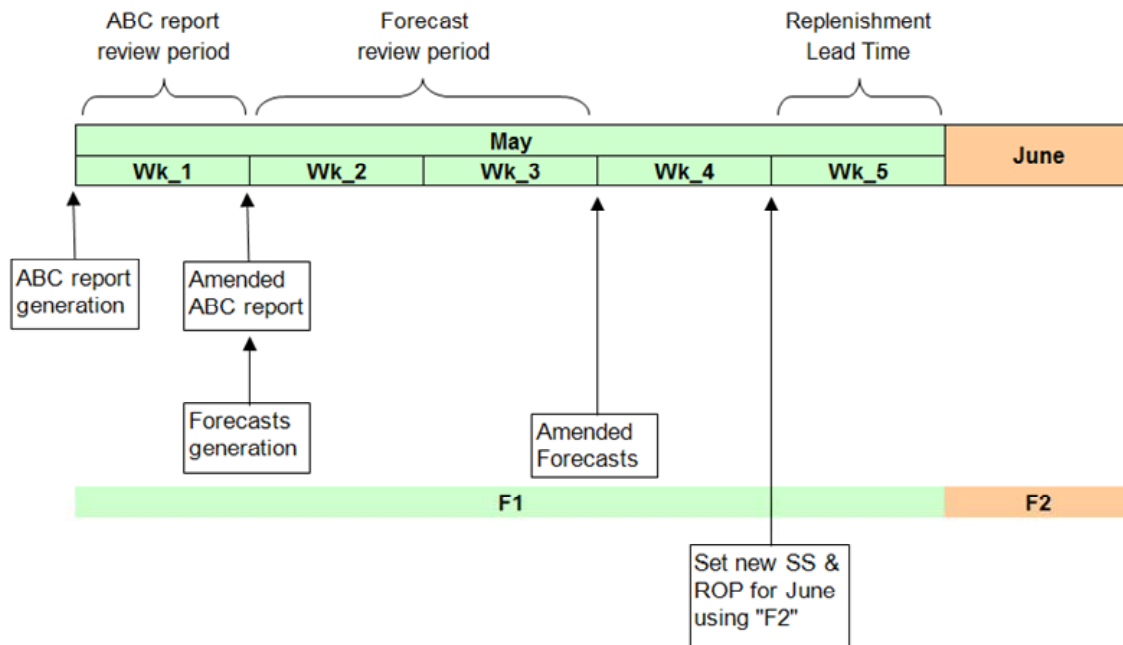 ABC report
review period
Forecast
review period
Replenishment
Lead Time
May
June
Wk_1
Wk_2
Wk_3
Wk_4
Wk_5
ABC report
generation
Amended
ABC report
Forecasts
generation
Amended
Forecasts
F1
F2
Set new SS &
ROP for June
using "F2"